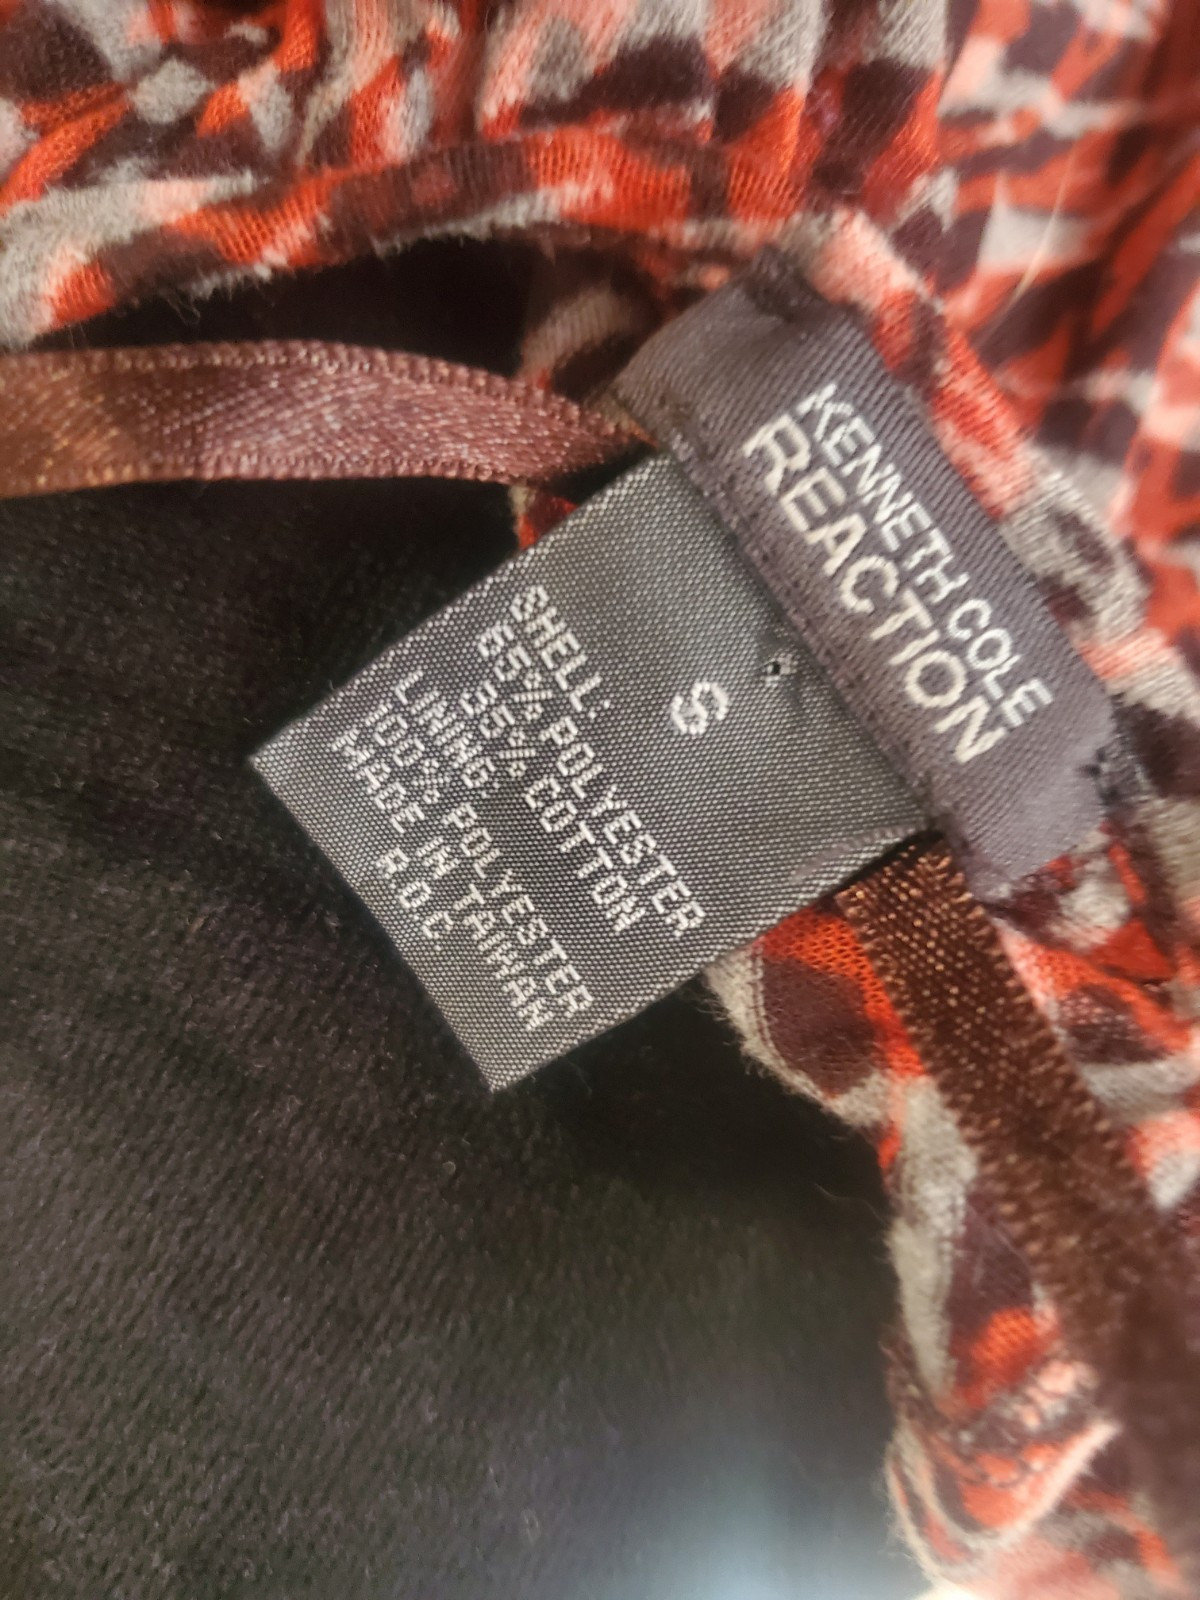 KENNETH COLE
REACTION
S
SHELL:
65% POLYESTER
35% COTTON
LINING:
100% POLYESTER
MADE IN TAIWAN
R.O.C.